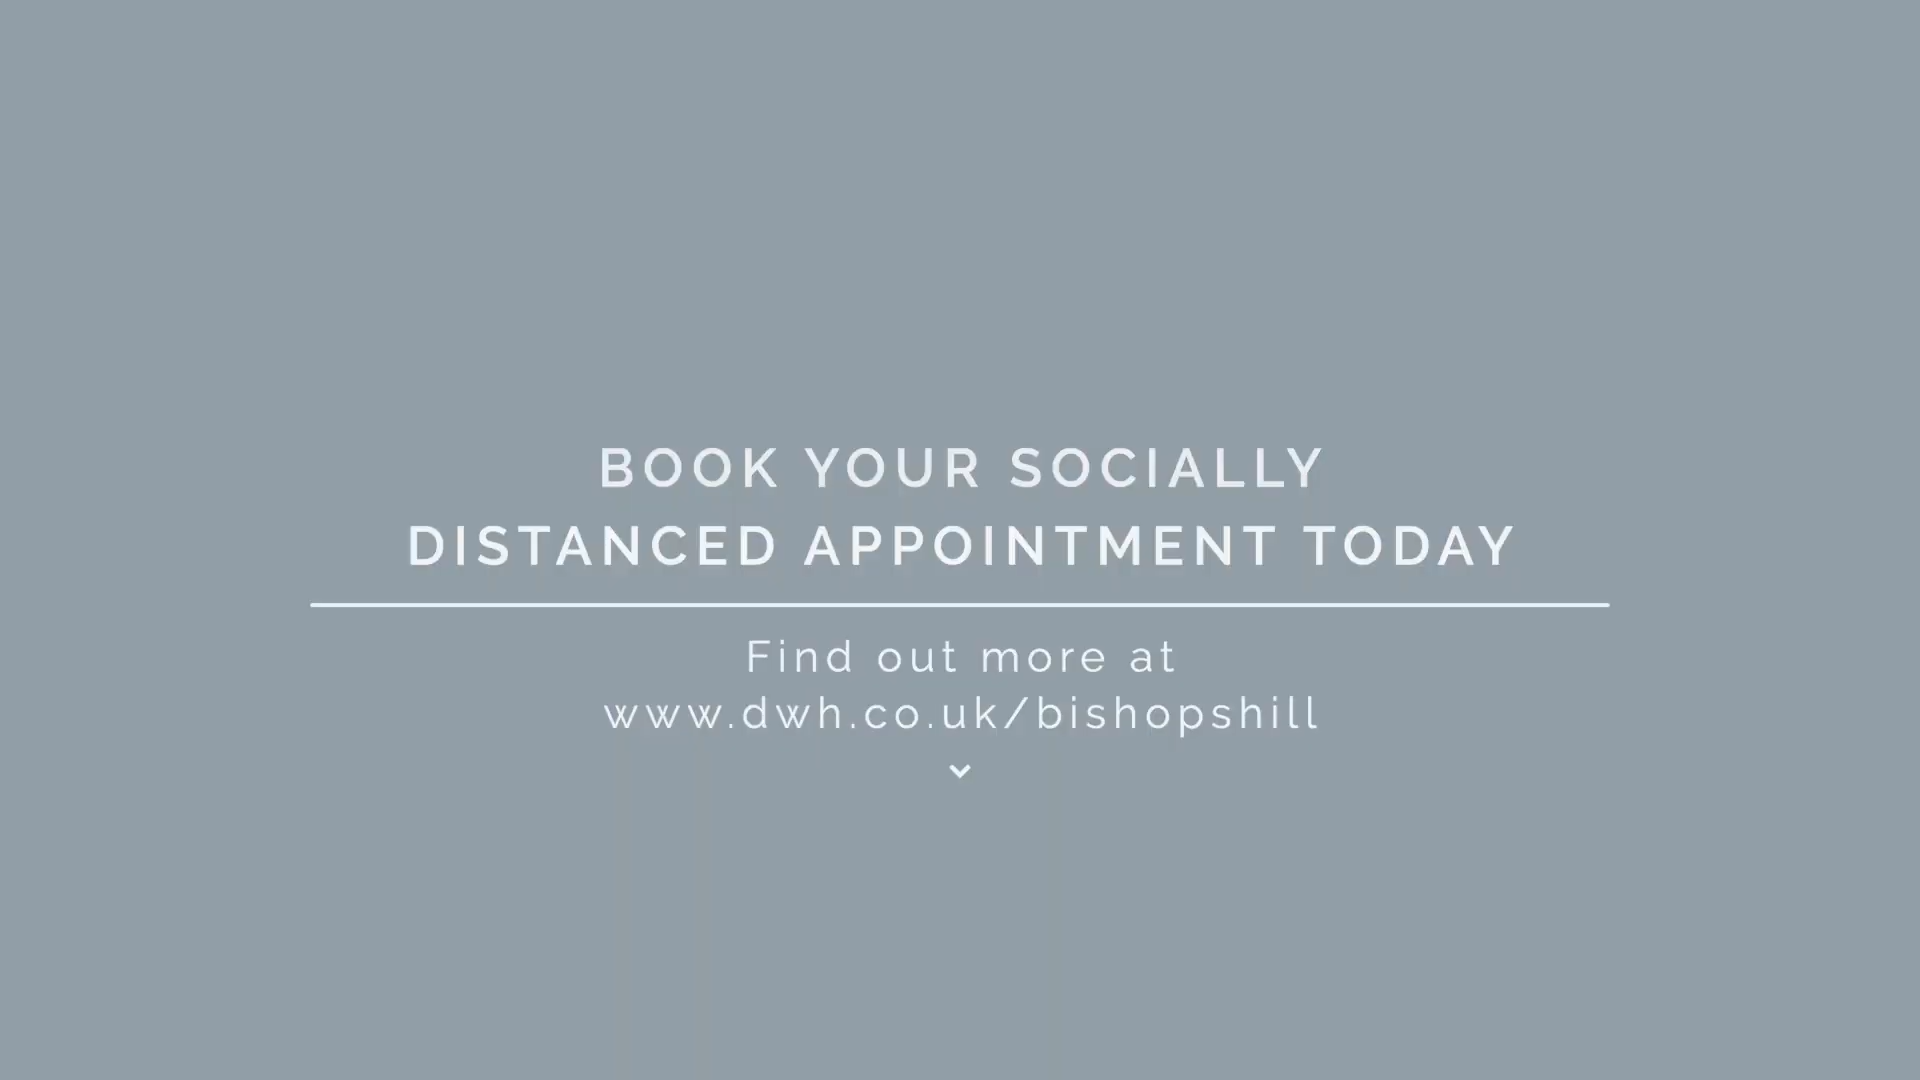 BOOK YOUR SOCIALLY
DISTANCED APPOINTMENT TODAY
Find out more at
www.dwh.co.uk/bishopshill